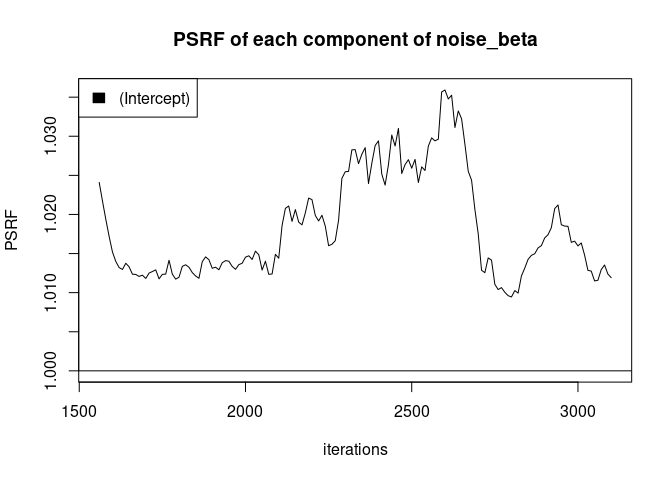 PSRF of each component of noise_beta
(Intercept)
PSRF
1.030
1.020
1.010
1.000
1500 2000 2500 3000
iterations